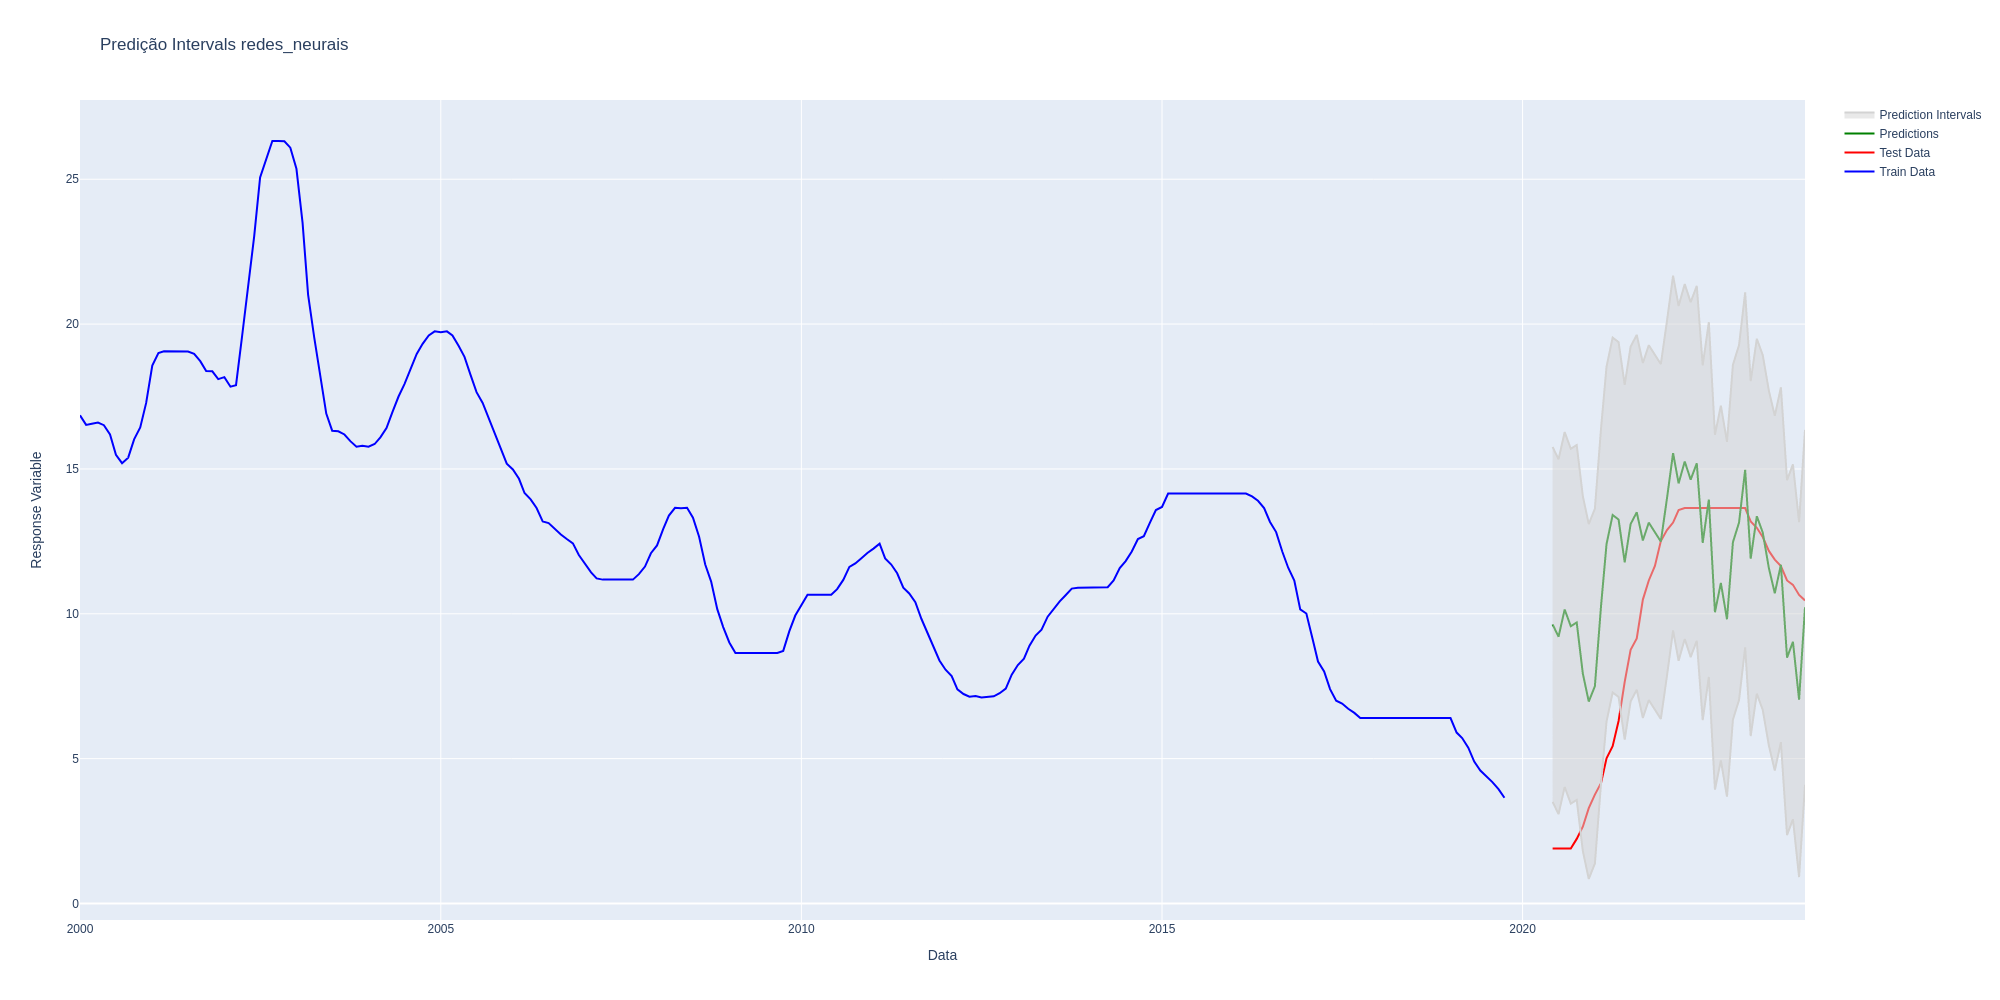 Predição Intervals redes_neurais
Prediction Intervals
Predictions
Test Data
Train Data
Response Variable
25
20
15
10
5
0
2000
2005
2010
2015
2020
Data